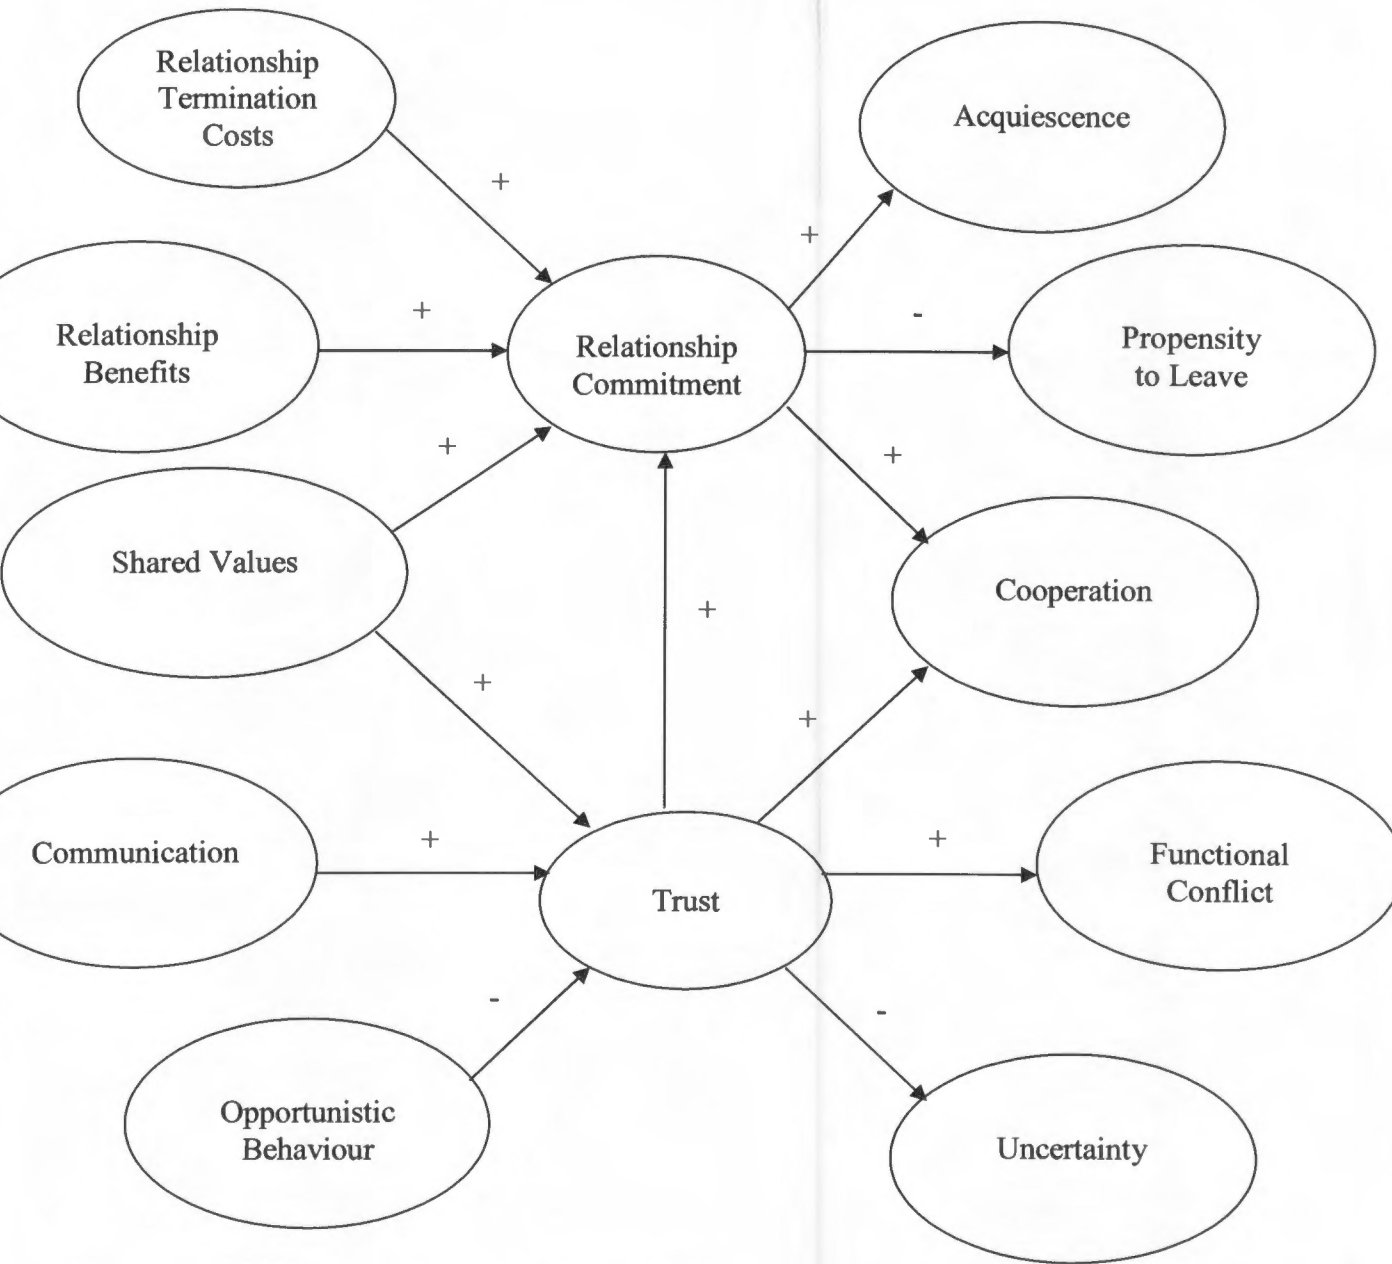 Relationship
Termination
Costs
Acquiescence
+
+
Relationship
Benefits
+
Relationship
Commitment
-
Propensity
to Leave
+
+
Shared Values
Cooperation
+
+
+
Communication
+
Trust
+
Functional
Conflict
-
-
Opportunistic
Behaviour
Uncertainty